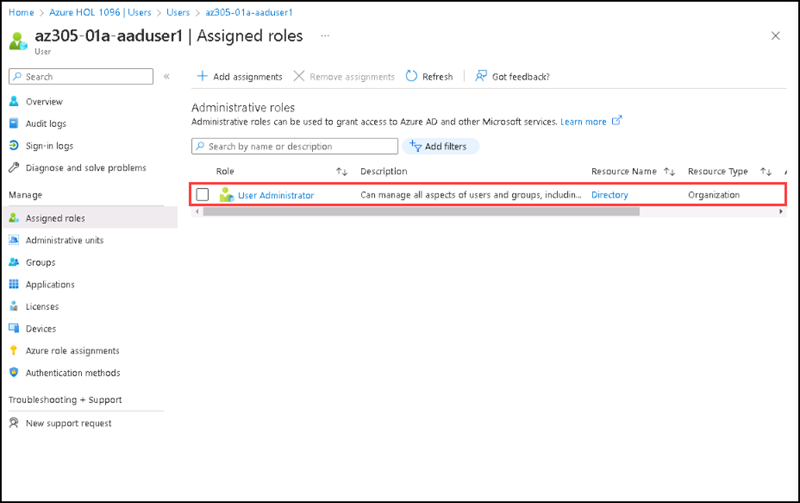 Home > Azure HOL 1096 | Users > Users > az305-01a-aaduser1
az305-01a-aaduser1 | Assigned roles ...
User
Search
Overview
Audit logs
Sign-in logs
Diagnose and solve problems
Manage
Assigned roles
Administrative units
Groups
Applications
Licenses
Devices
Azure role assignments
Authentication methods
Troubleshooting + Support
New support request
Add assignments Remove assignments Refresh Got feedback?
Administrative roles
Administrative roles can be used to grant access to Azure AD and other Microsoft services. Learn more
Search by name or description Add filters
Role Description Resource Name Resource Type A
User Administrator Can manage all aspects of users and groups, includin... Directory Organization